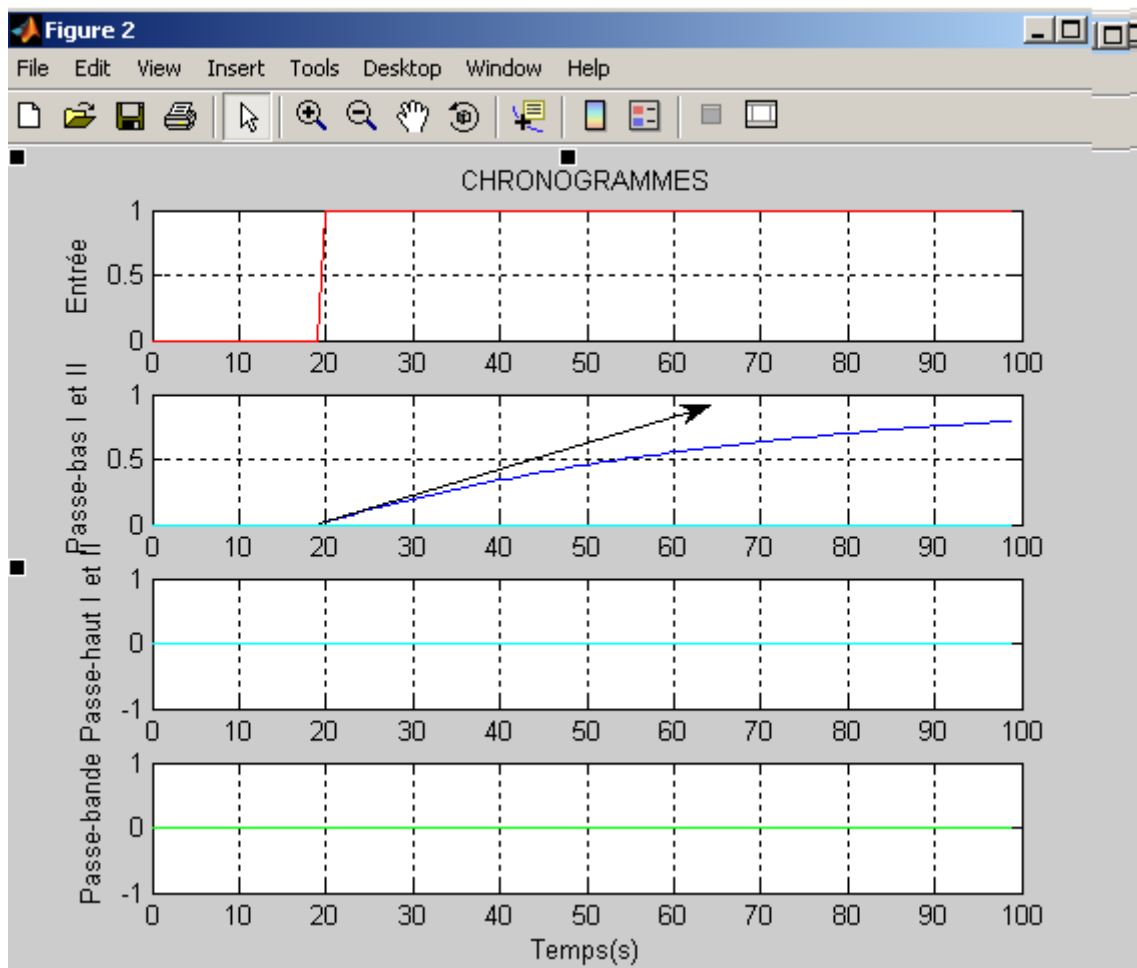 Figure 2
File Edit View Insert Tools Desktop Window Help
CHRONOGRAMMES
Entrée
1
0.5
0
0 10 20 30 40 50 60 70 80 90 100
Passe-bas I et II
1
0.5
0
0 10 20 30 40 50 60 70 80 90 100
Passe-haut I et II
1
0
-1
0 10 20 30 40 50 60 70 80 90 100
Passe-bande
1
0
-1
0 10 20 30 40 50 60 70 80 90 100
Temps(s)